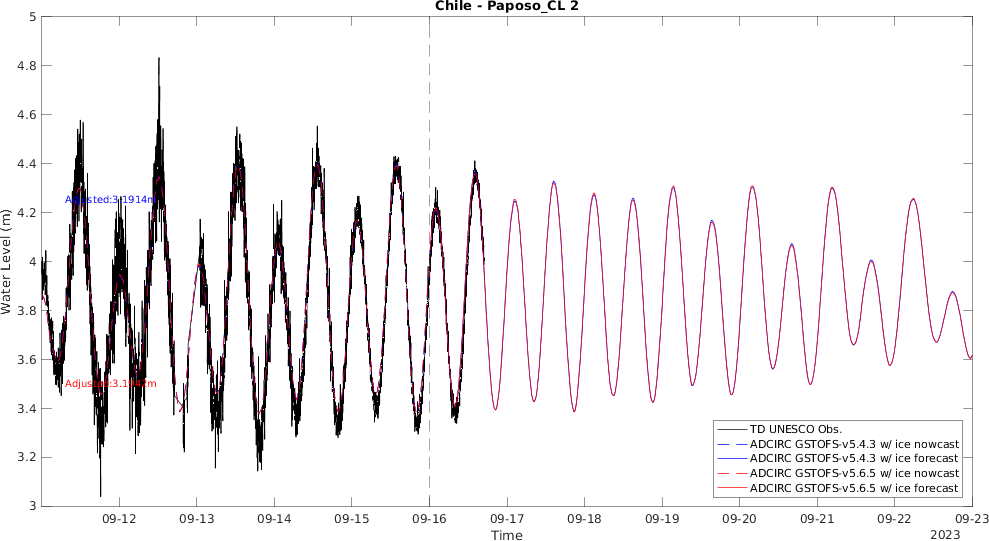 Chile - Paposo_CL 2
5
4.8
4.6
4.4
4.2
4
3.8
3.6
3.4
3.2
3
Water Level (m)
Adjusted:3.1914m
09-12
09-13
09-14
09-15
09-16
09-17
09-18
09-19
09-20
09-21
09-22
09-23
Time
2023
TD UNESCO Obs.
ADCIRC GSTOFS-v5.4.3 w/ ice nowcast
ADCIRC GSTOFS-v5.4.3 w/ ice forecast
ADCIRC GSTOFS-v5.6.5 w/ ice nowcast
ADCIRC GSTOFS-v5.6.5 w/ ice forecast